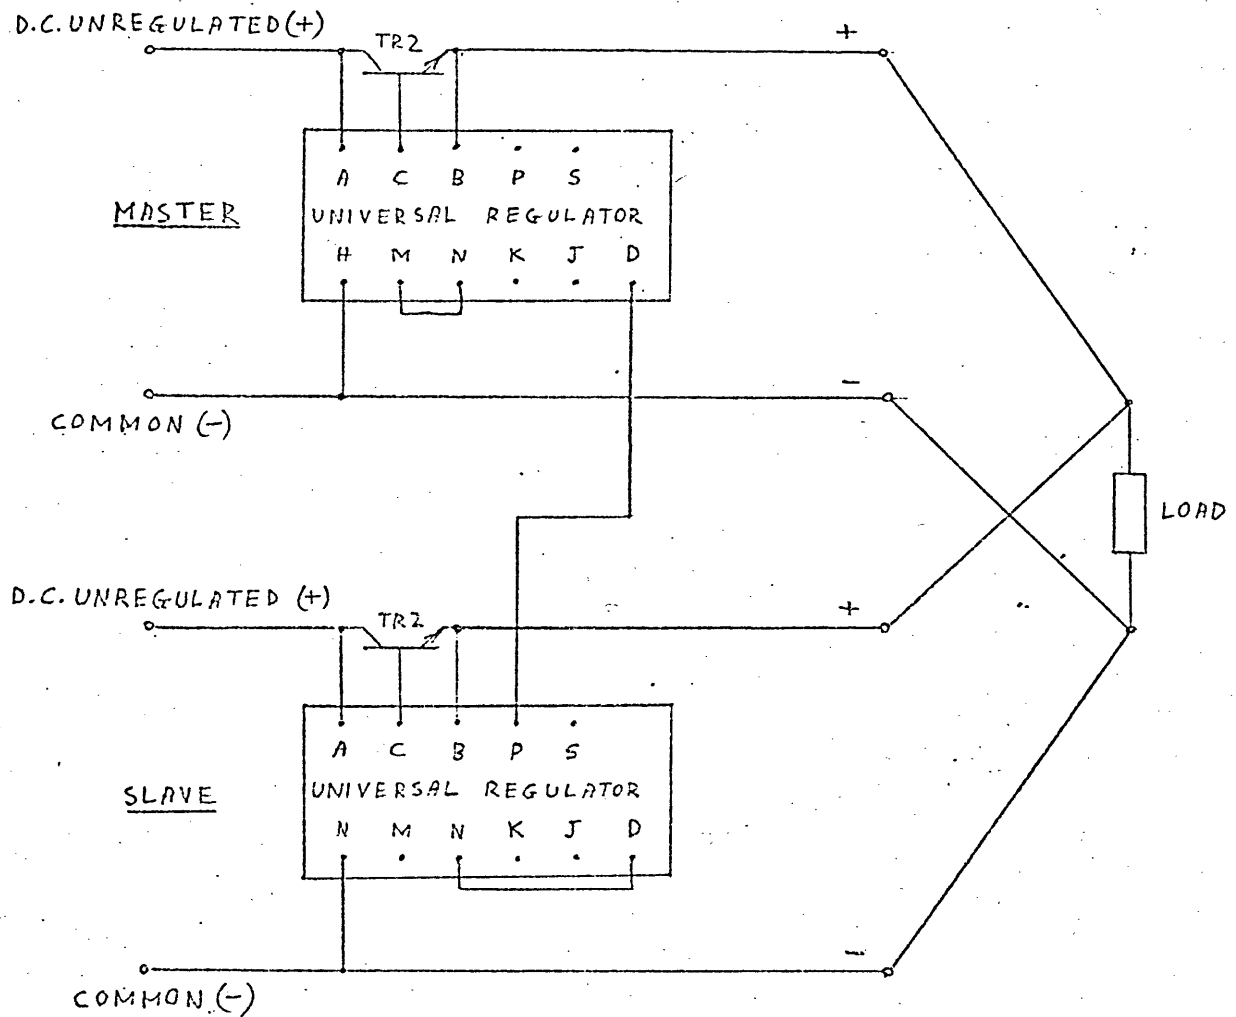 D.C. UNREGULATED (+)
TR2
+
A C B P S
MASTER
UNIVERSAL REGULATOR
H M N K J D
-
COMMON (-)
LOAD
D.C. UNREGULATED (+)
TR2
+
A C B P S
SLAVE
UNIVERSAL REGULATOR
N M N K J D
-
COMMON (-)